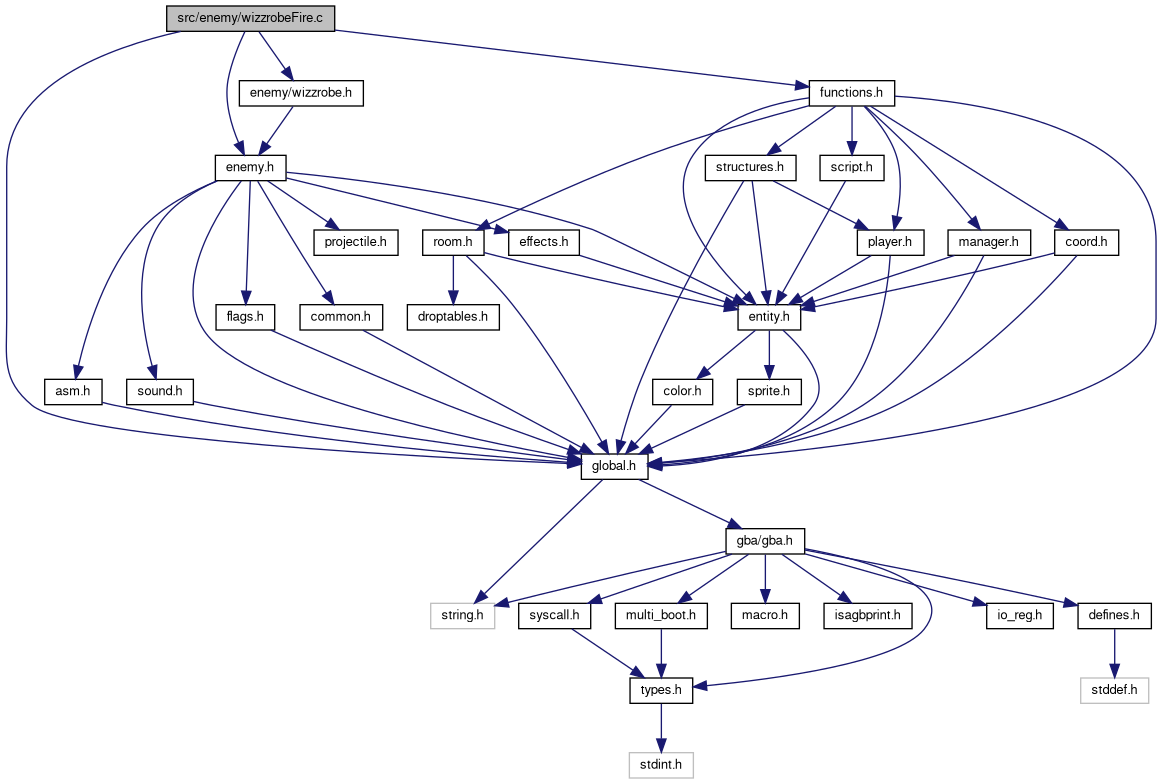 src/enemy/wizzrobeFire.c
enemy/wizzrobe.h
functions.h
enemy.h
structures.h
script.h
projectile.h
room.h
effects.h
player.h
manager.h
coord.h
flags.h
common.h
droptables.h
entity.h
asm.h
sound.h
color.h
sprite.h
global.h
gba/gba.h
string.h
syscall.h
multi_boot.h
macro.h
isagbprint.h
io_reg.h
defines.h
types.h
stddef.h
stdint.h